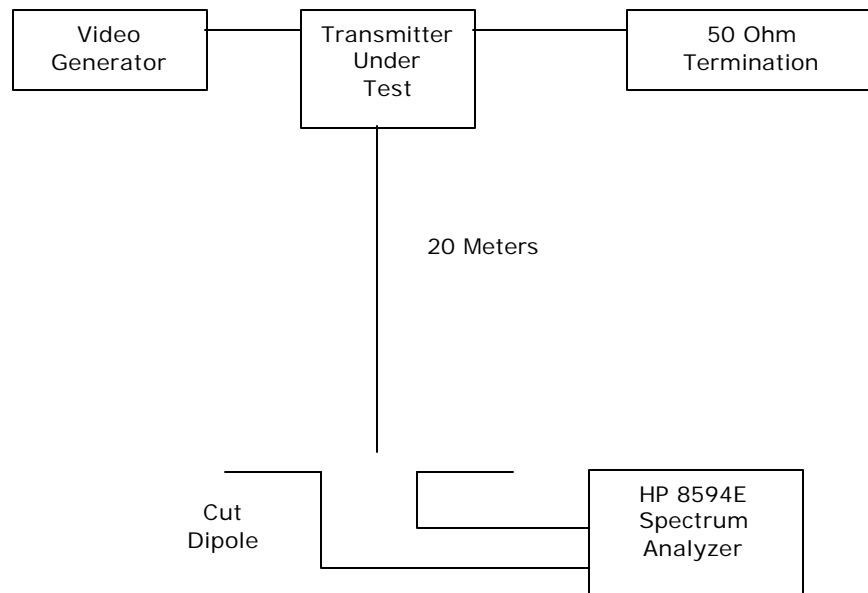 Video
Generator
Transmitter
Under
Test
50 Ohm
Termination
20 Meters
Cut
Dipole
HP 8594E
Spectrum
Analyzer